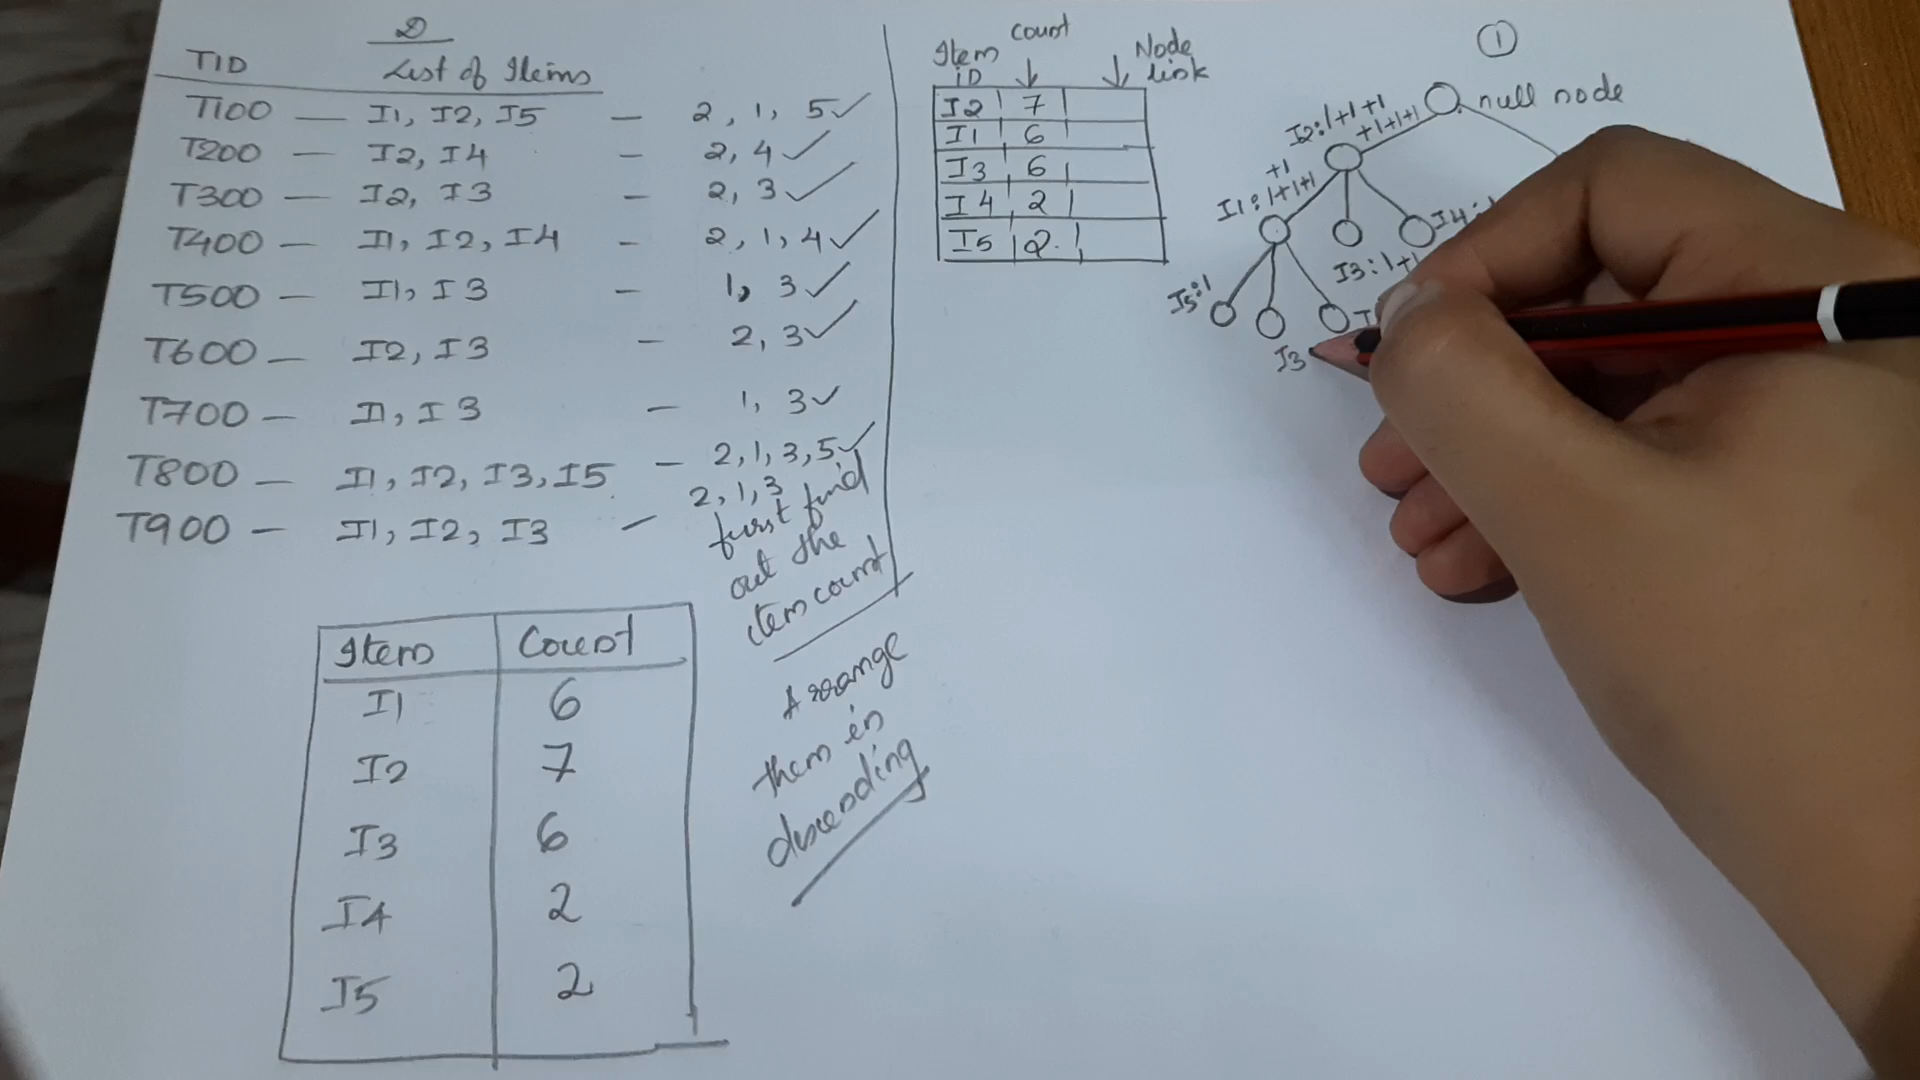 D
TID List of Items
T100 — I1, I2, I5 — 2, 1, 5 ✓
T200 — I2, I4 - 2, 4 ✓
T300 — I2, I3 - 2, 3 ✓
T400 — I1, I2, I4 - 2, 1, 4 ✓
T500 — I1, I3 - 1, 3 ✓
T600 — I2, I3 - 2, 3 ✓
T700 — I1, I3 — 1, 3 ✓
T800 — I1, I2, I3, I5 — 2, 1, 3, 5 ✓
T900 — I1, I2, I3 — 2, 1, 3
first find
out the
item count
Arrange
them in
descending
Item Count
I1 6
I2 7
I3 6
I4 2
I5 2
Item ID count Node link
I2 7
I1 6
I3 6
I4 2
I5 2
1
null node
I2:1+1+1
+1+1+1
+1
I1:1+1+1
I4:
I3:1+1
I5:1
I3